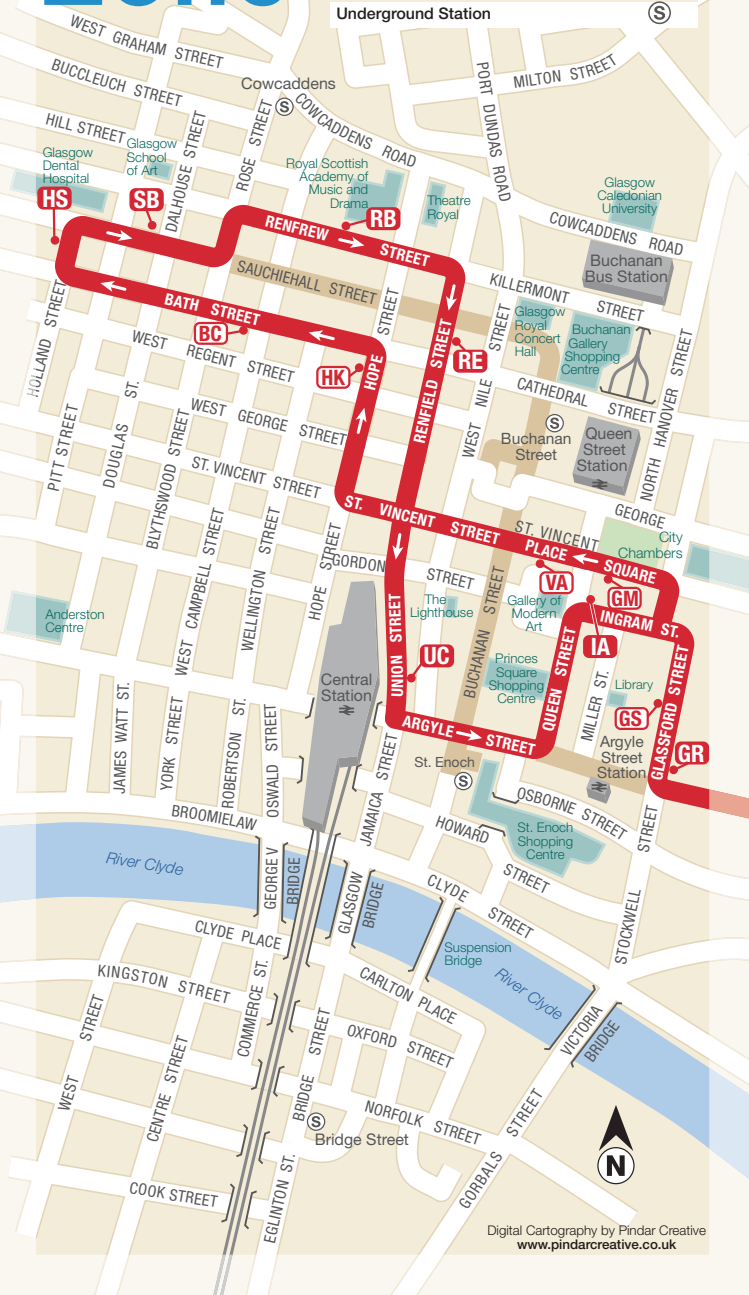 Underground Station
S
WEST GRAHAM STREET
BUCCLEUCH STREET
HILL STREET
Cowcaddens
S
COWCADDENS ROAD
MILTON STREET
PORT DUNDAS ROAD
Glasgow
Dental
Hospital
Glasgow
School
of Art
DALHOUSE STREET
ROSE STREET
Royal Scottish
Academy of
Music and
Drama
Theatre
Royal
Glasgow
Caledonian
University
COWCADDENS ROAD
Buchanan
Bus Station
HS
SB
RB
RENFREW STREET
SAUCHIEHALL STREET
KILLERMONT STREET
BATH STREET
BC
HK
RE
HOPE STREET
RENFIELD STREET
WEST NILE STREET
Glasgow
Royal
Concert
Hall
Buchanan
Gallery
Shopping
Centre
CATHEDRAL STREET
NORTH HANOVER STREET
HOLLAND STREET
PITT STREET
DOUGLAS ST.
BLYTHSWOOD STREET
WEST REGENT STREET
WEST GEORGE STREET
ST. VINCENT STREET
S
Buchanan
Street
Queen
Street
Station
GEORGE
ST. VINCENT STREET
ST. VINCENT
PLACE
SQUARE
City
Chambers
VA
GM
WEST CAMPBELL STREET
WELLINGTON STREET
HOPE STREET
GORDON STREET
The
Lighthouse
BUCHANAN STREET
Gallery of
Modern
Art
INGRAM ST.
IA
Anderston
Centre
Central
Station
UNION STREET
UC
Princes
Square
Shopping
Centre
QUEEN STREET
MILLER ST.
Library
GS
GLASSFORD STREET
GR
ARGYLE STREET
Argyle
Street
Station
JAMES WATT ST.
YORK STREET
ROBERTSON ST.
OSWALD STREET
JAMAICA STREET
St. Enoch
S
BROOMIELAW
HOWARD STREET
OSBORNE STREET
St. Enoch
Shopping
Centre
STOCKWELL STREET
River Clyde
GEORGE V
BRIDGE
GLASGOW
BRIDGE
CLYDE STREET
CLYDE PLACE
Suspension
Bridge
River Clyde
KINGSTON STREET
COMMERCE ST.
CARLTON PLACE
VICTORIA
BRIDGE
WEST STREET
CENTRE STREET
BRIDGE STREET
OXFORD STREET
NORFOLK STREET
S
Bridge Street
GORBALS STREET
COOK STREET
EGLINTON ST.
N
Digital Cartography by Pindar Creative
www.pindarcreative.co.uk